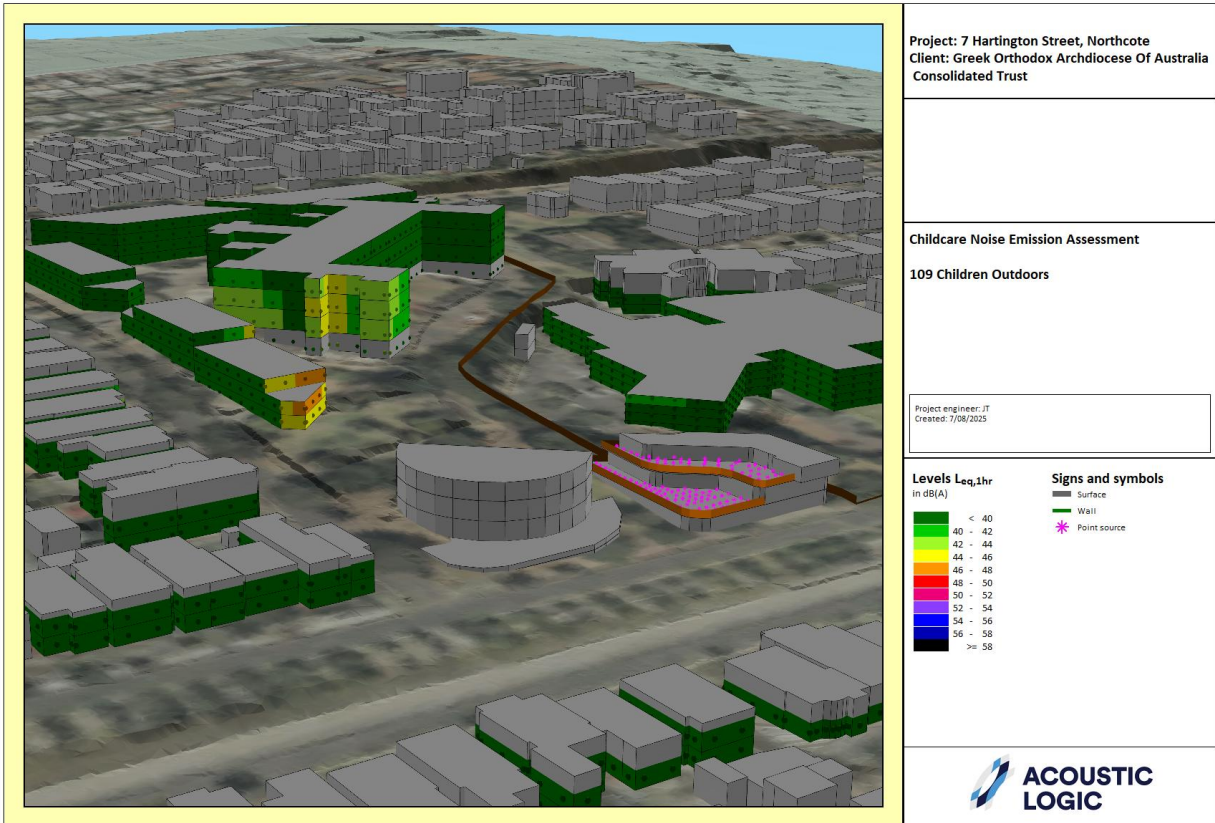 Project: 7 Hartington Street, Northcote
Client: Greek Orthodox Archdiocese Of Australia
Consolidated Trust
Childcare Noise Emission Assessment
109 Children Outdoors
Project engineer: JT
Created: 7/08/2025
Levels Leq,1hr
in dB(A)
< 40
40 - 42
42 - 44
44 - 46
46 - 48
48 - 50
50 - 52
52 - 54
54 - 56
56 - 58
>= 58
Signs and symbols
Surface
Wall
Point source
ACOUSTIC
LOGIC